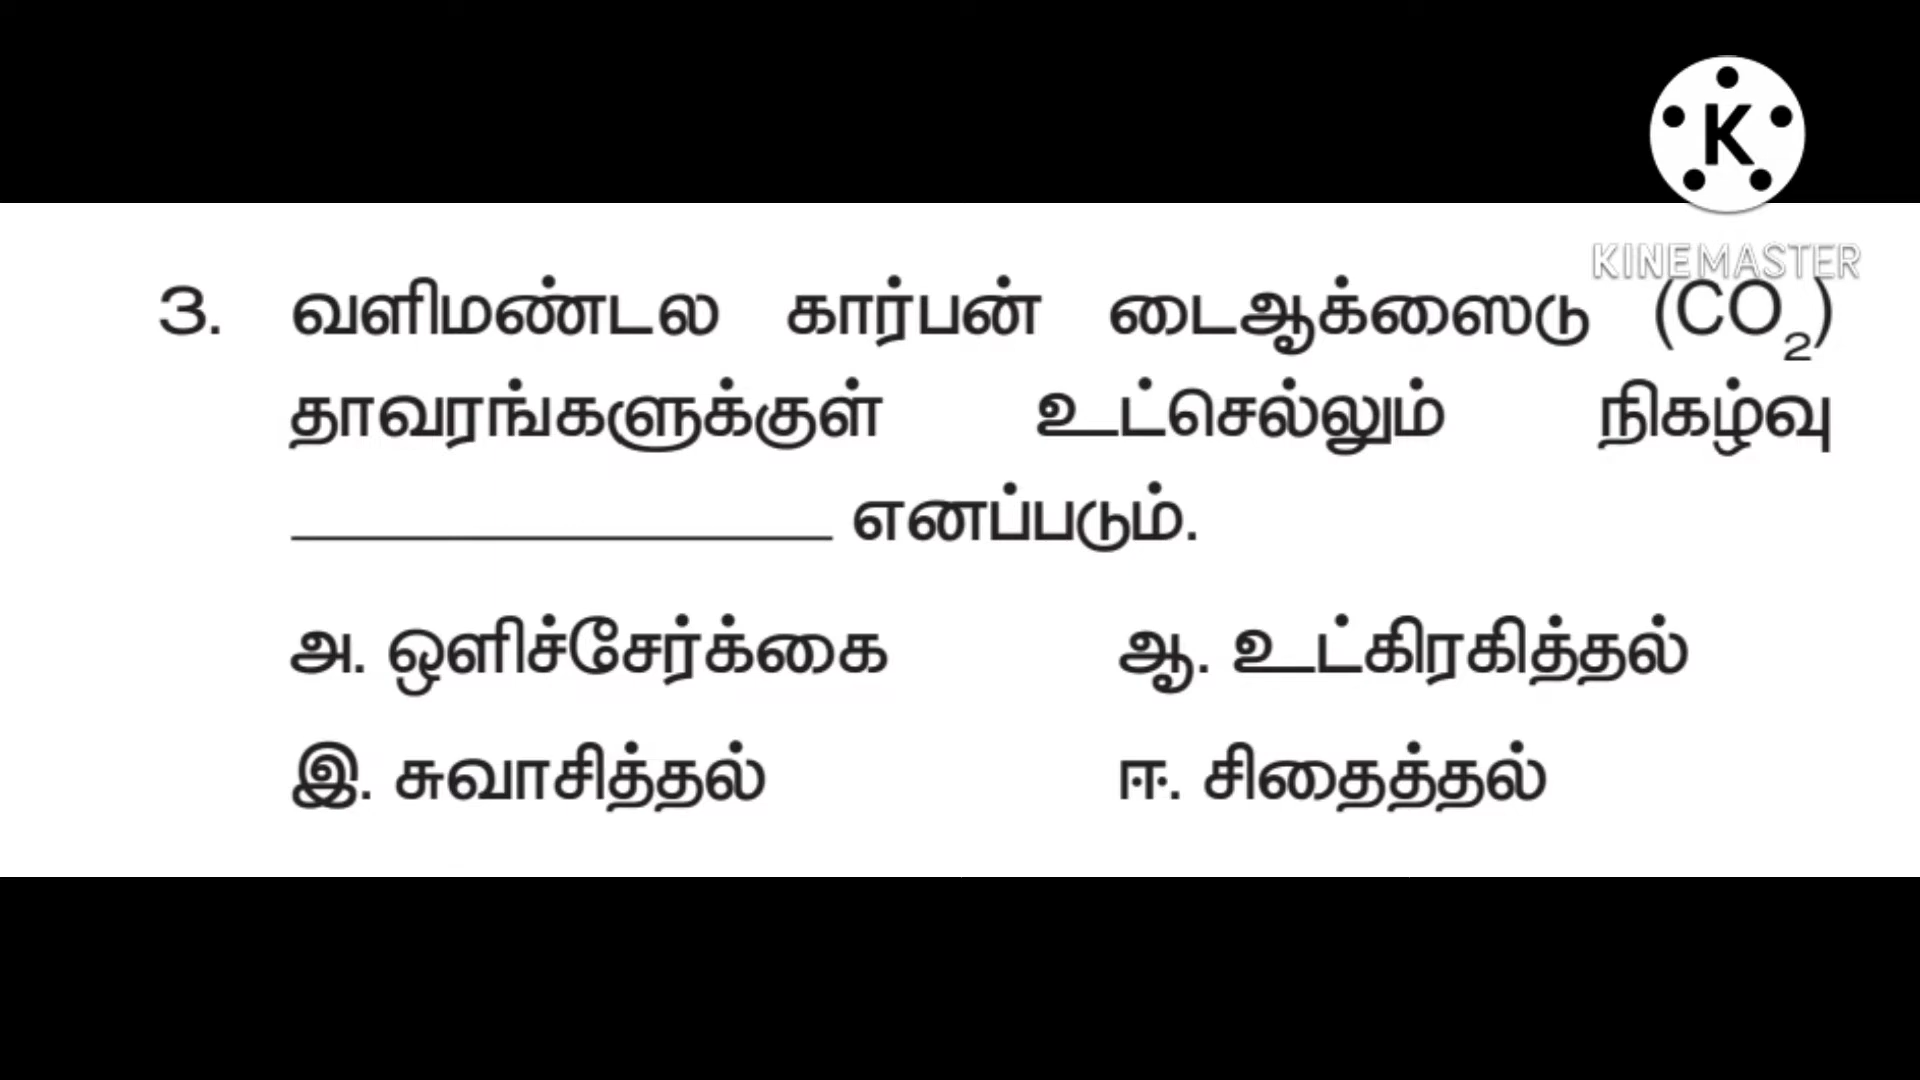 K
KINEMASTER
3. வளிமண்டல கார்பன் டைஆக்ஸைடு (CO₂)
தாவரங்களுக்குள் உட்செல்லும் நிகழ்வு
____________ எனப்படும்.
அ. ஒளிச்சேர்க்கை ஆ. உட்கிரகித்தல்
இ. சுவாசித்தல் ஈ. சிதைத்தல்